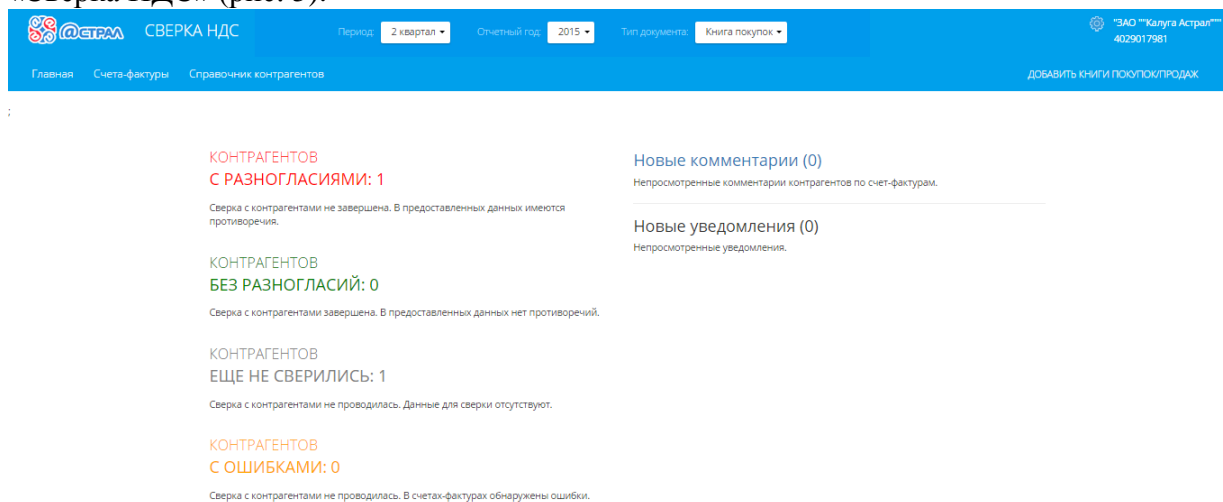 «Сверка НДС» (рис. 3).
@СТРАЛ СВЕРКА НДС Период: 2 квартал Отчетный год: 2015 Тип документа: Книга покупок "ЗАО ""Калуга Астрал"""
4029017981
Главная Счета-фактуры Справочник контрагентов ДОБАВИТЬ КНИГИ ПОКУПОК/ПРОДАЖ
;
КОНТРАГЕНТОВ
С РАЗНОГЛАСИЯМИ: 1
Сверка с контрагентами не завершена. В предоставленных данных имеются
противоречия.
КОНТРАГЕНТОВ
БЕЗ РАЗНОГЛАСИЙ: 0
Сверка с контрагентами завершена. В предоставленных данных нет противоречий.
КОНТРАГЕНТОВ
ЕЩЕ НЕ СВЕРИЛИСЬ: 1
Сверка с контрагентами не проводилась. Данные для сверки отсутствуют.
КОНТРАГЕНТОВ
С ОШИБКАМИ: 0
Сверка с контрагентами не проводилась. В счетах-фактурах обнаружены ошибки.
Новые комментарии (0)
Непросмотренные комментарии контрагентов по счет-фактурам.
Новые уведомления (0)
Непросмотренные уведомления.